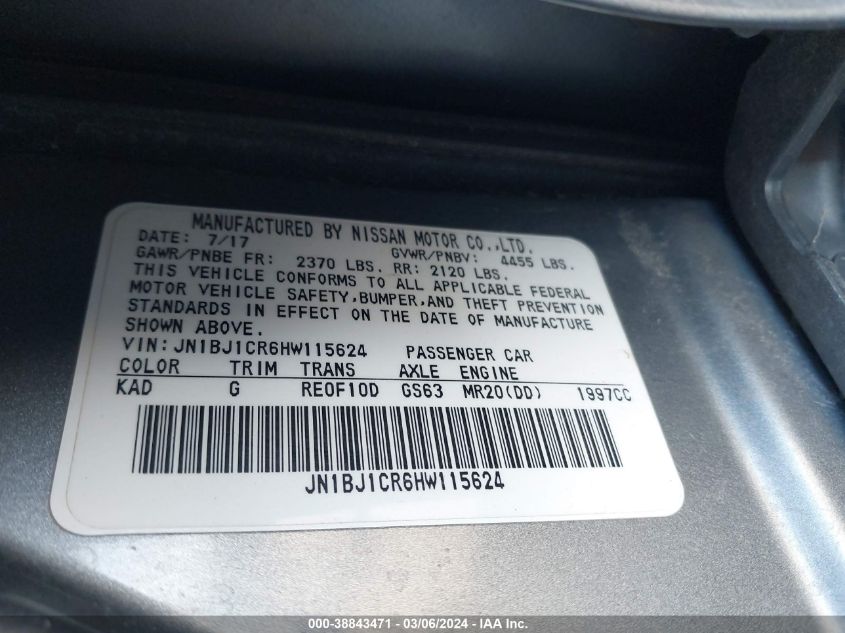 MANUFACTURED BY NISSAN MOTOR CO.,LTD.
DATE: 7/17 GVWR/PNBV: 4455 LBS.
GAWR/PNBE FR: 2370 LBS. RR: 2120 LBS.
THIS VEHICLE CONFORMS TO ALL APPLICABLE FEDERAL
MOTOR VEHICLE SAFETY,BUMPER,AND THEFT PREVENTION
STANDARDS IN EFFECT ON THE DATE OF MANUFACTURE
SHOWN ABOVE.
VIN:JN1BJ1CR6HW115624 PASSENGER CAR
COLOR TRIM TRANS AXLE ENGINE
KAD G RE0F10D GS63 MR20(DD) 1997CC
JN1BJ1CR6HW115624
000-38843471 - 03/06/2024 - IAA Inc.